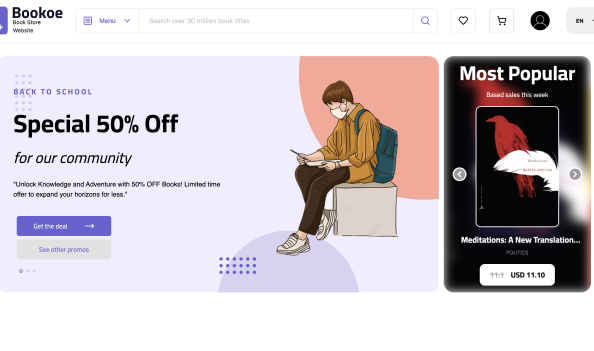 Bookoe
Book Store
Website
Menu
Search over 30 million book titles
EN
BACK TO SCHOOL
Special 50% Off
for our community
"Unlock Knowledge and Adventure with 50% OFF Books! Limited time
offer to expand your horizons for less."
Get the deal
See other promos
Most Popular
Based sales this week
Meditations
MARCUS AURELIUS
Meditations: A New Translation...
POLITICS
11.1 USD 11.10